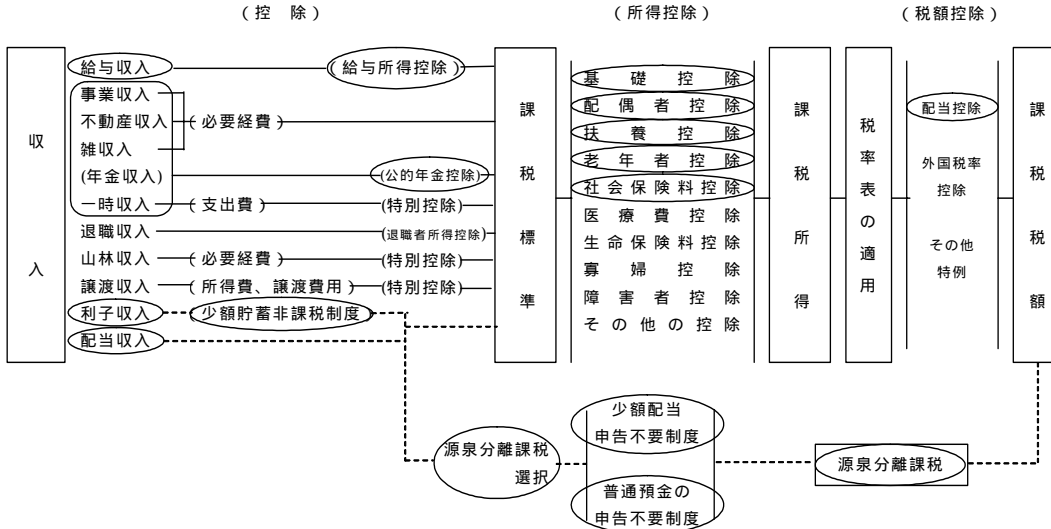 (控　除)
(所得控除)
(税額控除)
収入
給与収入 (給与所得控除)
事業収入
不動産収入 (必要経費)
雑収入
(年金収入) (公的年金控除)
一時収入 (支出費) (特別控除)
退職収入 (退職者所得控除)
山林収入 (必要経費) (特別控除)
譲渡収入 (所得費、譲渡費用) (特別控除)
利子収入 (少額貯蓄非課税制度)
配当収入
課税標準
基礎控除
配偶者控除
扶養控除
老年者控除
社会保険料控除
医療費控除
生命保険料控除
寡婦控除
障害者控除
その他の控除
課税所得
税率表の適用
配当控除
外国税率
控除
その他
特例
課税税額
源泉分離課税
選択
少額配当
申告不要制度
普通預金の
申告不要制度
源泉分離課税